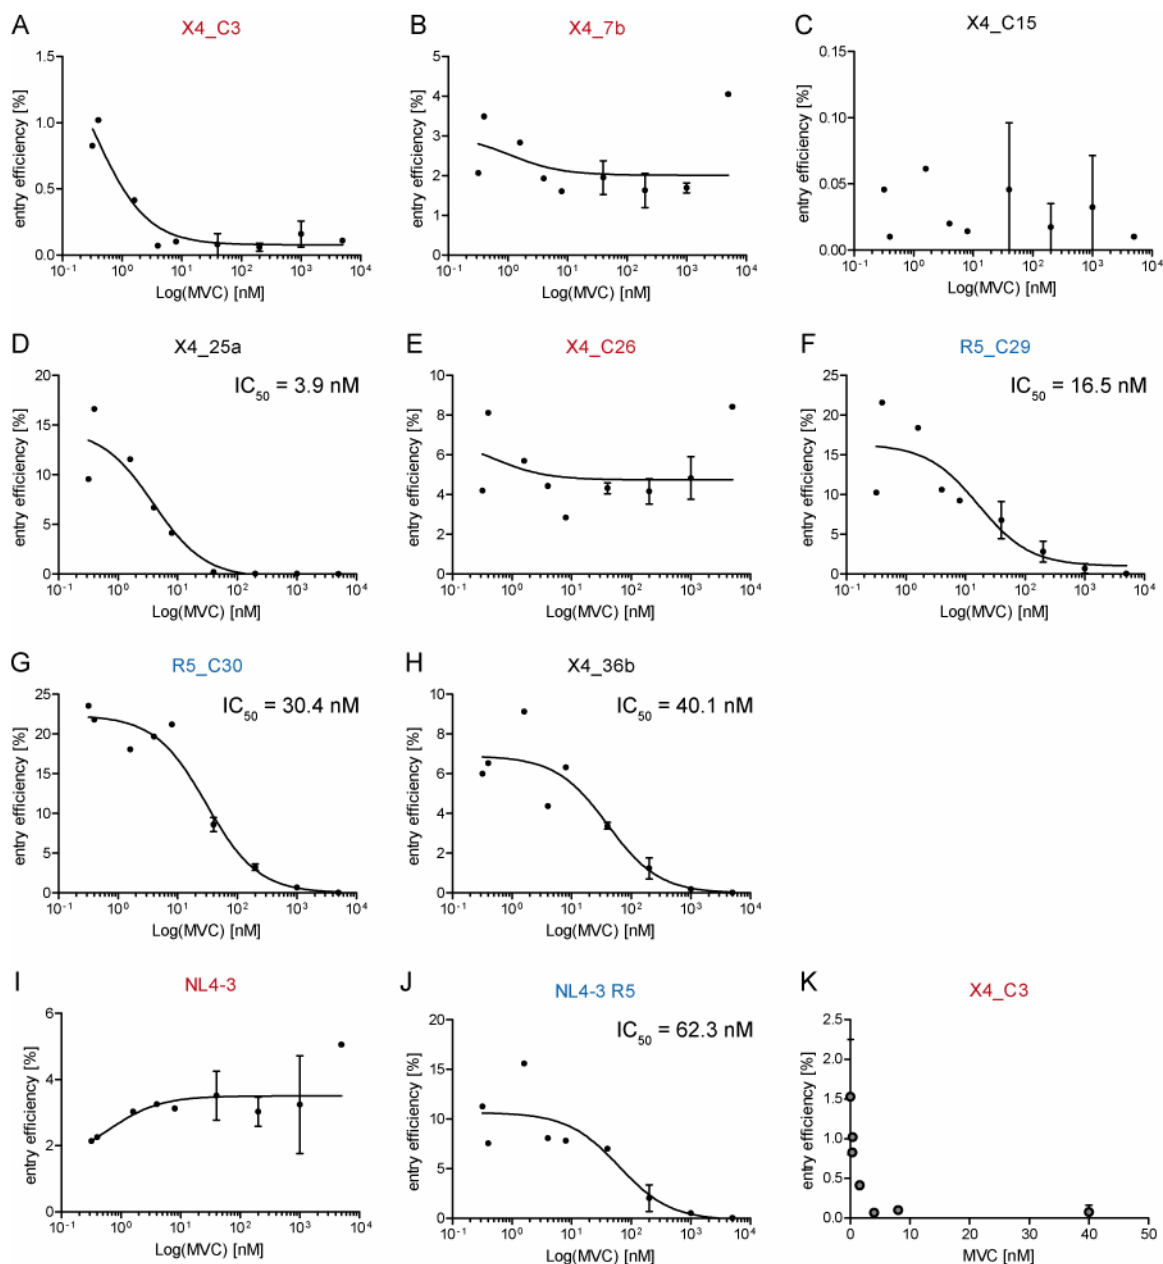 A X4_C3
entry efficiency [%]
1.5
1.0
0.5
0.0
10⁻¹ 10⁰ 10¹ 10² 10³ 10⁴
Log(MVC) [nM]
B X4_7b
entry efficiency [%]
5
4
3
2
1
0
10⁻¹ 10⁰ 10¹ 10² 10³ 10⁴
Log(MVC) [nM]
C X4_C15
entry efficiency [%]
0.15
0.10
0.05
0.00
10⁻¹ 10⁰ 10¹ 10² 10³ 10⁴
Log(MVC) [nM]
D X4_25a
IC₅₀ = 3.9 nM
entry efficiency [%]
20
15
10
5
0
10⁻¹ 10⁰ 10¹ 10² 10³ 10⁴
Log(MVC) [nM]
E X4_C26
entry efficiency [%]
10
8
6
4
2
0
10⁻¹ 10⁰ 10¹ 10² 10³ 10⁴
Log(MVC) [nM]
F R5_C29
IC₅₀ = 16.5 nM
entry efficiency [%]
25
20
15
10
5
0
10⁻¹ 10⁰ 10¹ 10² 10³ 10⁴
Log(MVC) [nM]
G R5_C30
IC₅₀ = 30.4 nM
entry efficiency [%]
25
20
15
10
5
0
10⁻¹ 10⁰ 10¹ 10² 10³ 10⁴
Log(MVC) [nM]
H X4_36b
IC₅₀ = 40.1 nM
entry efficiency [%]
10
8
6
4
2
0
10⁻¹ 10⁰ 10¹ 10² 10³ 10⁴
Log(MVC) [nM]
I NL4-3
entry efficiency [%]
6
4
2
0
10⁻¹ 10⁰ 10¹ 10² 10³ 10⁴
Log(MVC) [nM]
J NL4-3 R5
IC₅₀ = 62.3 nM
entry efficiency [%]
20
15
10
5
0
10⁻¹ 10⁰ 10¹ 10² 10³ 10⁴
Log(MVC) [nM]
K X4_C3
entry efficiency [%]
2.5
2.0
1.5
1.0
0.5
0.0
0 10 20 30 40 50
MVC [nM]